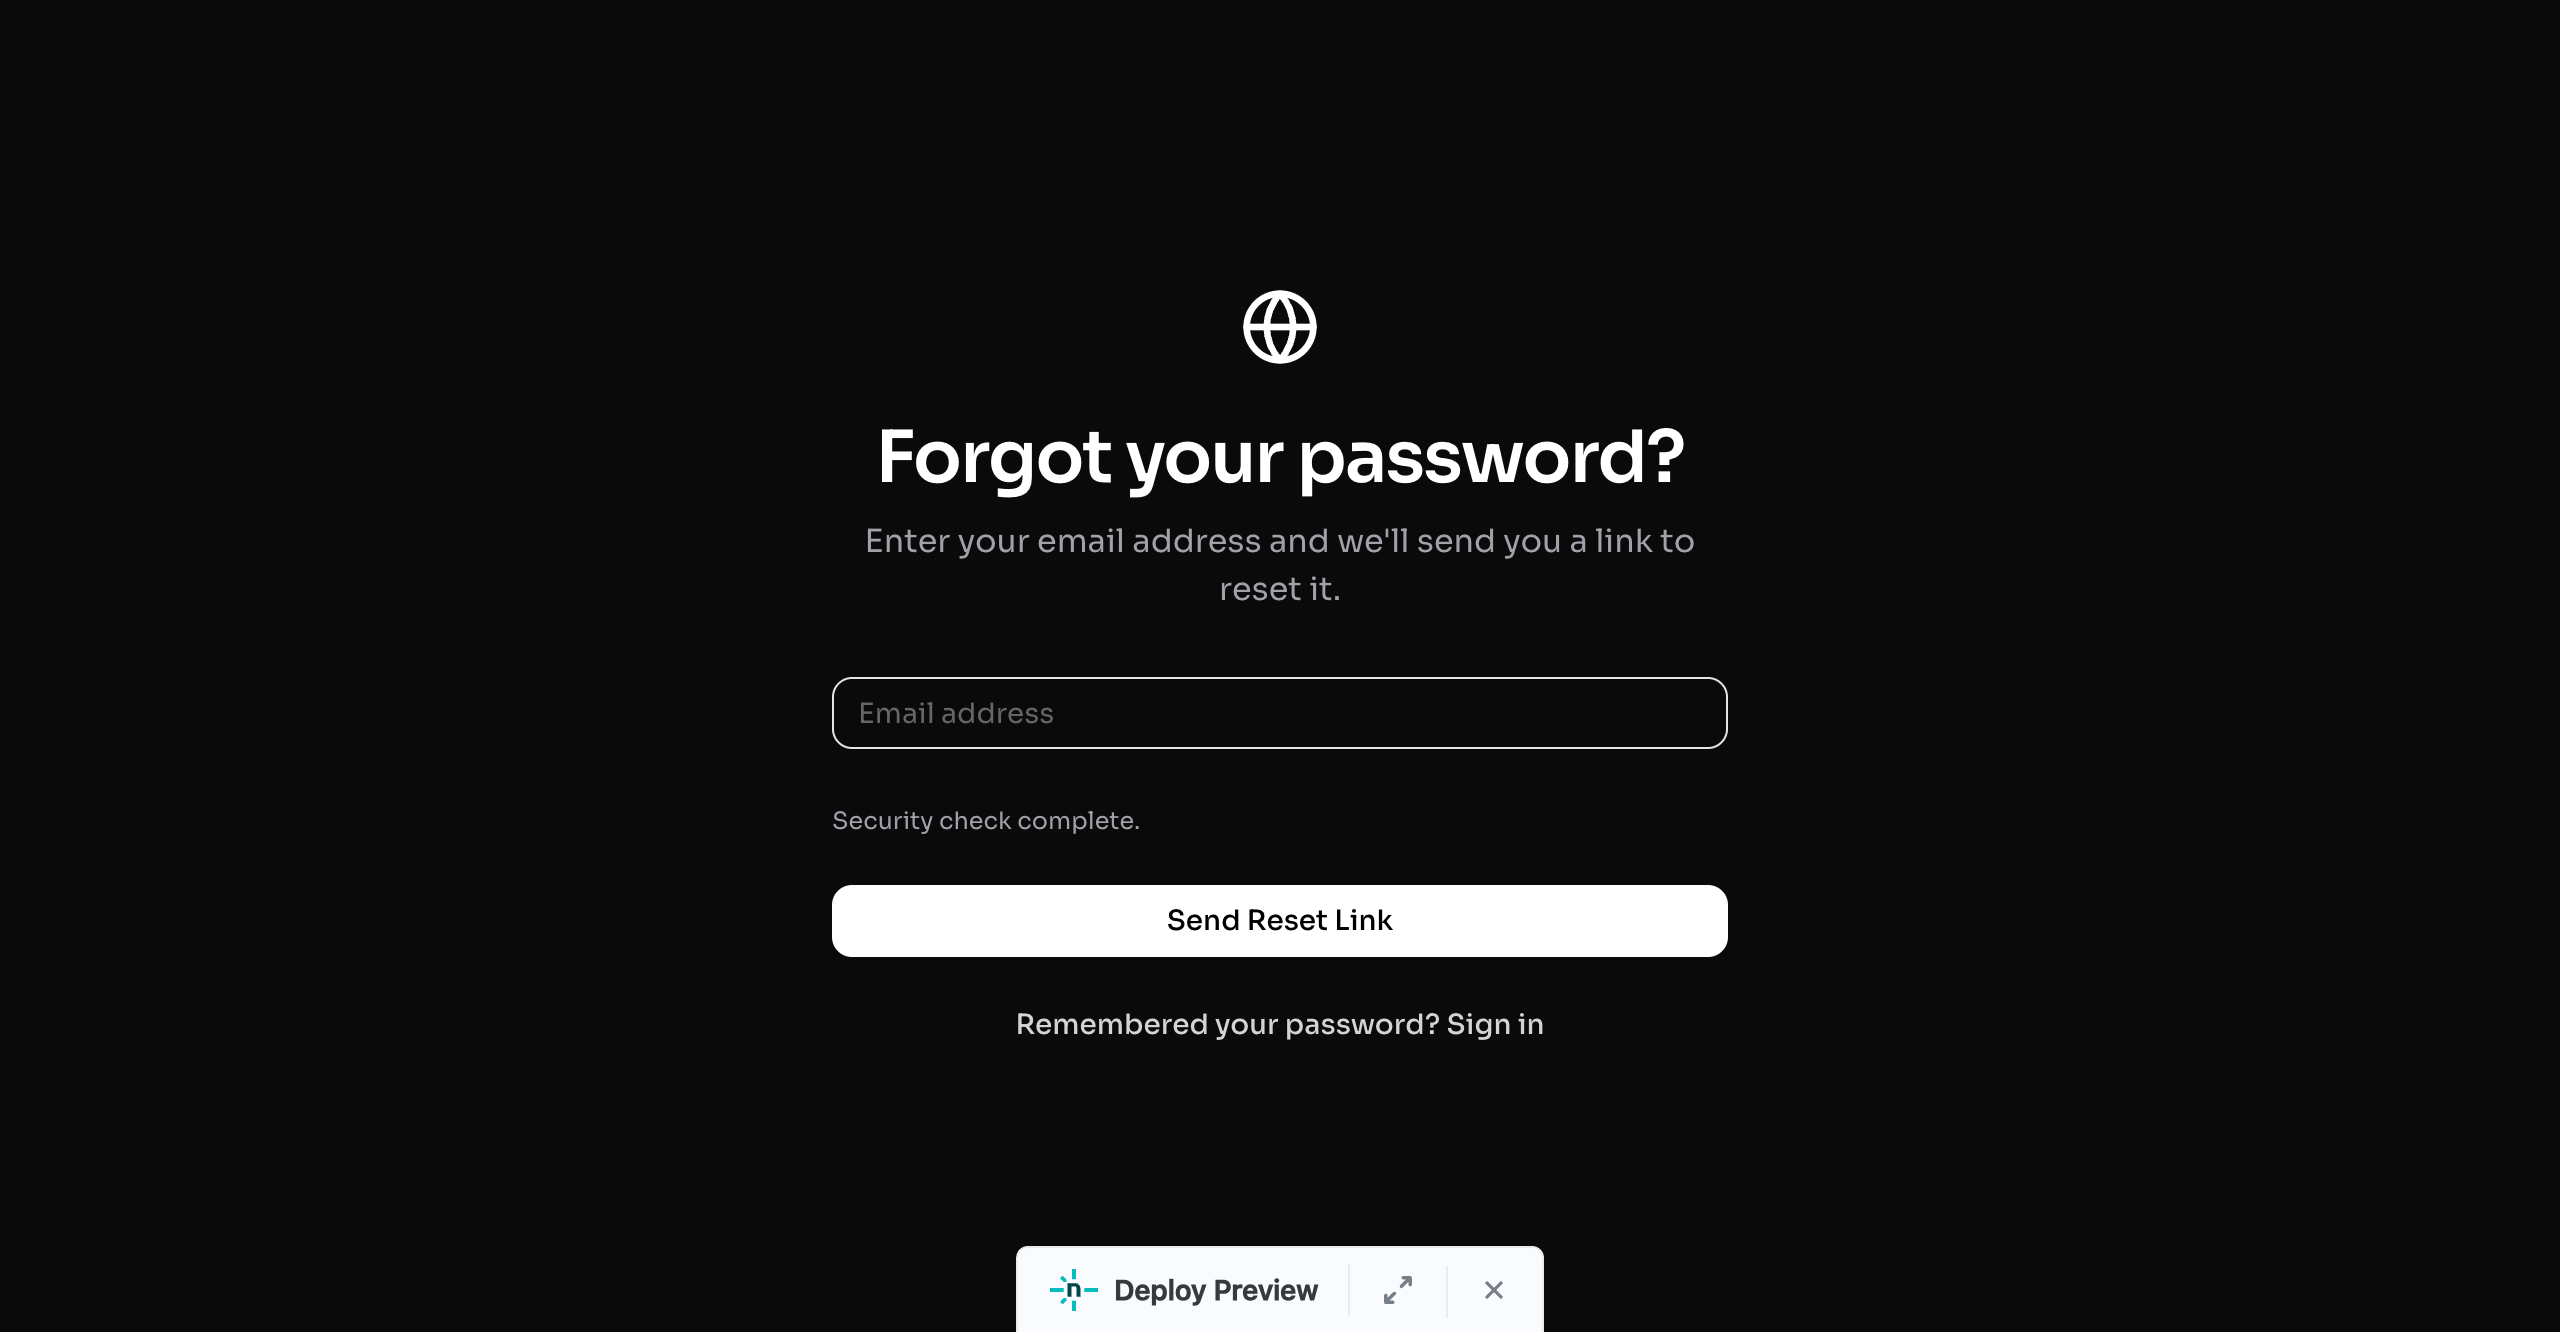 Forgot your password?
Enter your email address and we'll send you a link to
reset it.
Email address
Security check complete.
Send Reset Link
Remembered your password? Sign in
n Deploy Preview